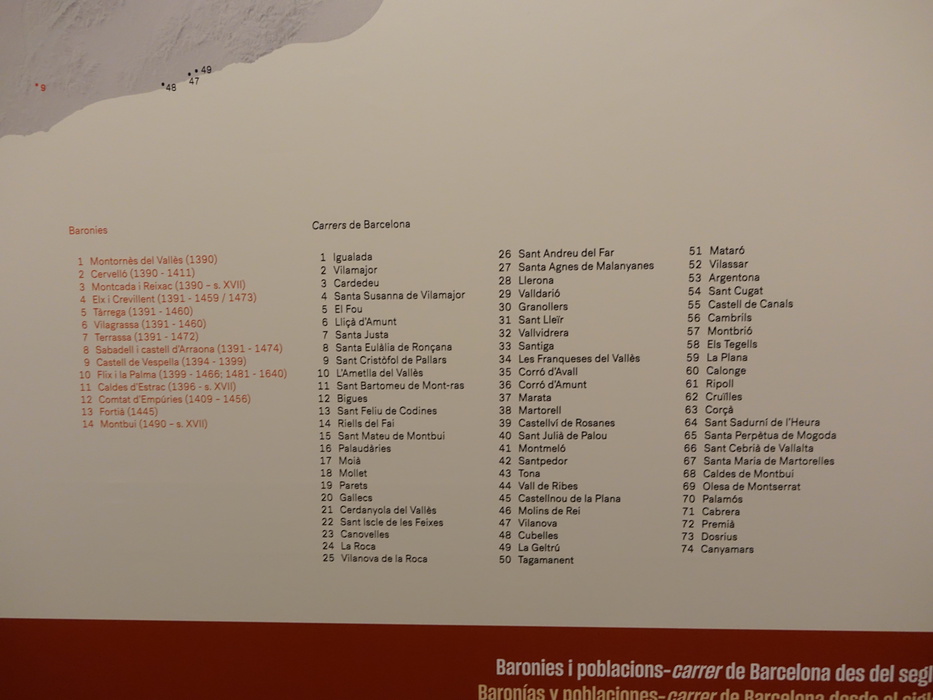 49
47
48
9
Baronies
1 Montornès del Vallès (1390)
2 Cervelló (1390 - 1411)
3 Montcada i Reixac (1390 - s. XVII)
4 Elx i Crevillent (1391 - 1459 / 1473)
5 Tàrrega (1391 - 1460)
6 Vilagrassa (1391 - 1460)
7 Terrassa (1391 - 1472)
8 Sabadell i castell d'Arraona (1391 - 1474)
9 Castell de Vespella (1394 - 1399)
10 Flix i la Palma (1399 - 1466; 1481 - 1640)
11 Caldes d'Estrac (1396 - s. XVII)
12 Comtat d'Empúries (1409 – 1456)
13 Fortià (1445)
14 Montbui (1490 - s. XVII)
Carrers de Barcelona
1 Igualada
2 Vilamajor
3 Cardedeu
4 Santa Susanna de Vilamajor
5 El Fou
6 Lliçà d'Amunt
7 Santa Justa
8 Santa Eulàlia de Ronçana
9 Sant Cristòfol de Pallars
10 L'Ametlla del Vallès
11 Sant Bartomeu de Mont-ras
12 Bigues
13 Sant Feliu de Codines
14 Riells del Fai
15 Sant Mateu de Montbui
16 Palaudàries
17 Moià
18 Mollet
19 Parets
20 Gallecs
21 Cerdanyola del Vallès
22 Sant Iscle de les Feixes
23 Canovelles
24 La Roca
25 Vilanova de la Roca
26 Sant Andreu del Far
27 Santa Agnes de Malanyanes
28 Llerona
29 Valldarió
30 Granollers
31 Sant Lleïr
32 Vallvidrera
33 Santiga
34 Les Franqueses del Vallès
35 Corró d'Avall
36 Corró d'Amunt
37 Marata
38 Martorell
39 Castellví de Rosanes
40 Sant Julià de Palou
41 Montmeló
42 Santpedor
43 Tona
44 Vall de Ribes
45 Castellnou de la Plana
46 Molins de Rei
47 Vilanova
48 Cubelles
49 La Geltrú
50 Tagamanent
51 Mataró
52 Vilassar
53 Argentona
54 Sant Cugat
55 Castell de Canals
56 Cambrils
57 Montbrió
58 Els Tegells
59 La Plana
60 Calonge
61 Ripoll
62 Cruïlles
63 Corçà
64 Sant Sadurní de l'Heura
65 Santa Perpètua de Mogoda
66 Sant Cebrià de Vallalta
67 Santa Maria de Martorelles
68 Caldes de Montbui
69 Olesa de Montserrat
70 Palamós
71 Cabrera
72 Premià
73 Dosrius
74 Canyamars
Baronies i poblacions-carrer de Barcelona des del segl
Baronías y poblaciones-carrer de Barcelona desde el